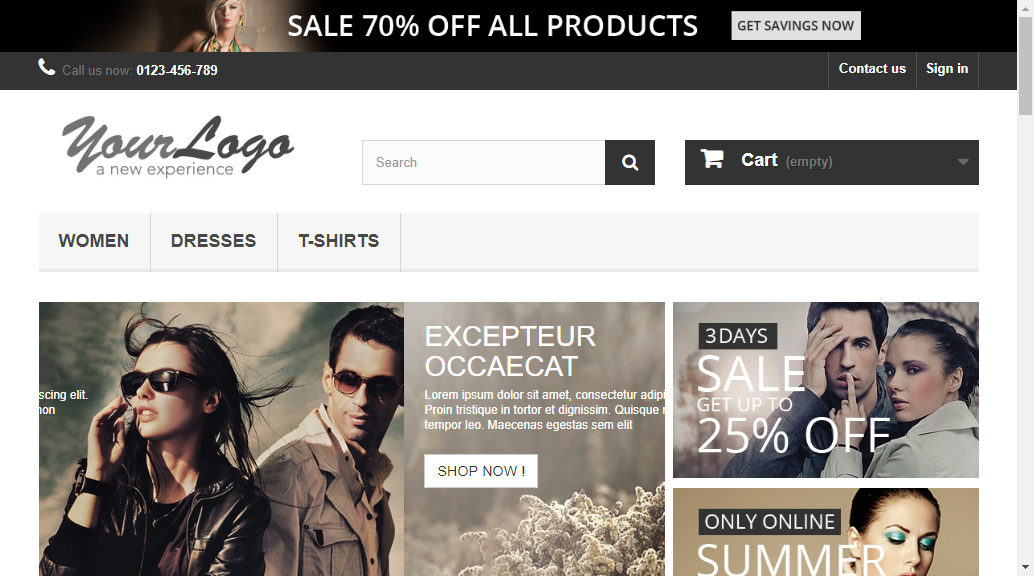 SALE 70% OFF ALL PRODUCTS
GET SAVINGS NOW
Call us now: 0123-456-789
Contact us
Sign in
YourLogo
a new experience
Search
Cart (empty)
WOMEN
DRESSES
T-SHIRTS
scing elit.
non
EXCEPTEUR
OCCAECAT
Lorem ipsum dolor sit amet, consectetur adipi
Proin tristique in tortor et dignissim. Quisque
tempor leo. Maecenas egestas sem elit
SHOP NOW !
3 DAYS
SALE
GET UP TO
25% OFF
ONLY ONLINE
SUMMER